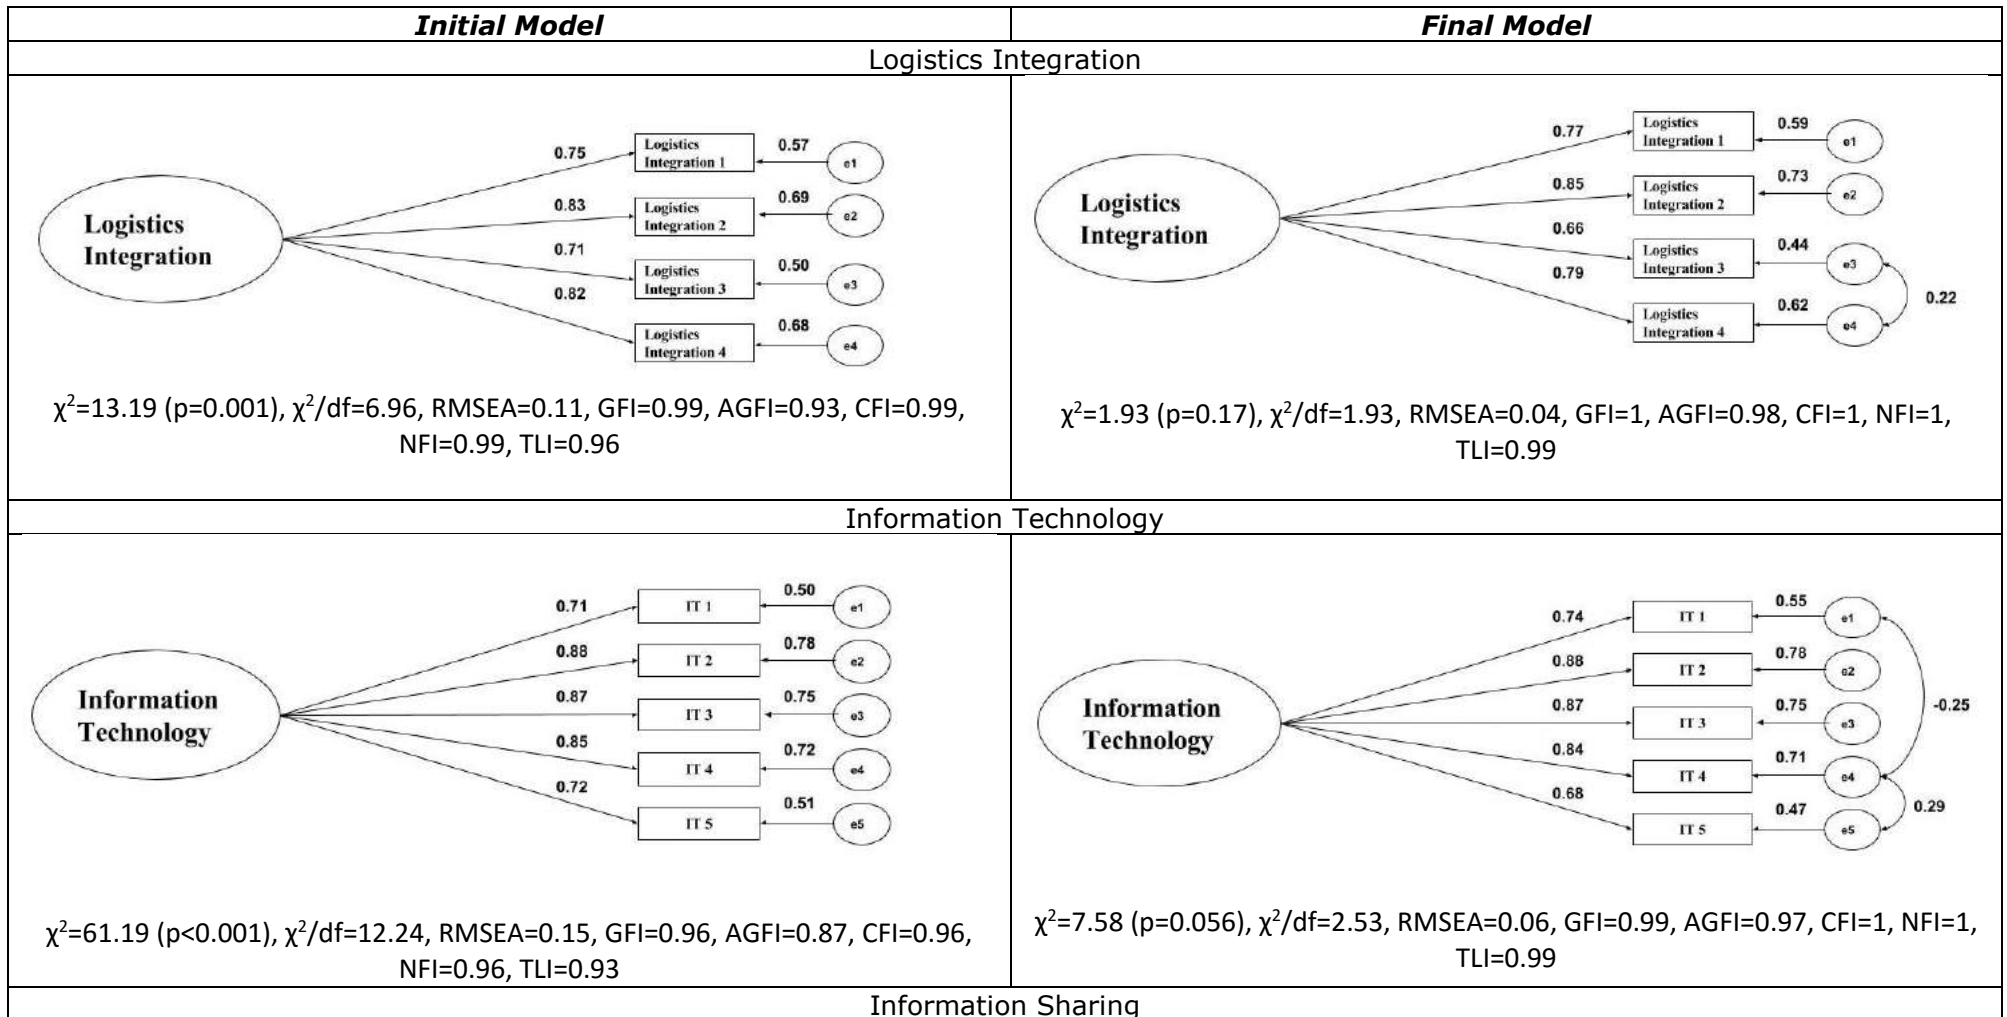 Initial Model
Final Model
Logistics Integration
Logistics
Integration
0.75
Logistics
Integration 1
0.57
e1
0.83
Logistics
Integration 2
0.69
e2
0.71
Logistics
Integration 3
0.50
e3
0.82
Logistics
Integration 4
0.68
e4
χ²=13.19 (p=0.001), χ²/df=6.96, RMSEA=0.11, GFI=0.99, AGFI=0.93, CFI=0.99,
NFI=0.99, TLI=0.96
Logistics
Integration
0.77
Logistics
Integration 1
0.59
e1
0.85
Logistics
Integration 2
0.73
e2
0.66
Logistics
Integration 3
0.44
e3
0.79
Logistics
Integration 4
0.62
e4
0.22
χ²=1.93 (p=0.17), χ²/df=1.93, RMSEA=0.04, GFI=1, AGFI=0.98, CFI=1, NFI=1,
TLI=0.99
Information Technology
Information
Technology
0.71
IT 1
0.50
e1
0.88
IT 2
0.78
e2
0.87
IT 3
0.75
e3
0.85
IT 4
0.72
e4
0.72
IT 5
0.51
e5
χ²=61.19 (p<0.001), χ²/df=12.24, RMSEA=0.15, GFI=0.96, AGFI=0.87, CFI=0.96,
NFI=0.96, TLI=0.93
Information
Technology
0.74
IT 1
0.55
e1
0.88
IT 2
0.78
e2
0.87
IT 3
0.75
e3
-0.25
0.84
IT 4
0.71
e4
0.68
IT 5
0.47
e5
0.29
χ²=7.58 (p=0.056), χ²/df=2.53, RMSEA=0.06, GFI=0.99, AGFI=0.97, CFI=1, NFI=1,
TLI=0.99
Information Sharing